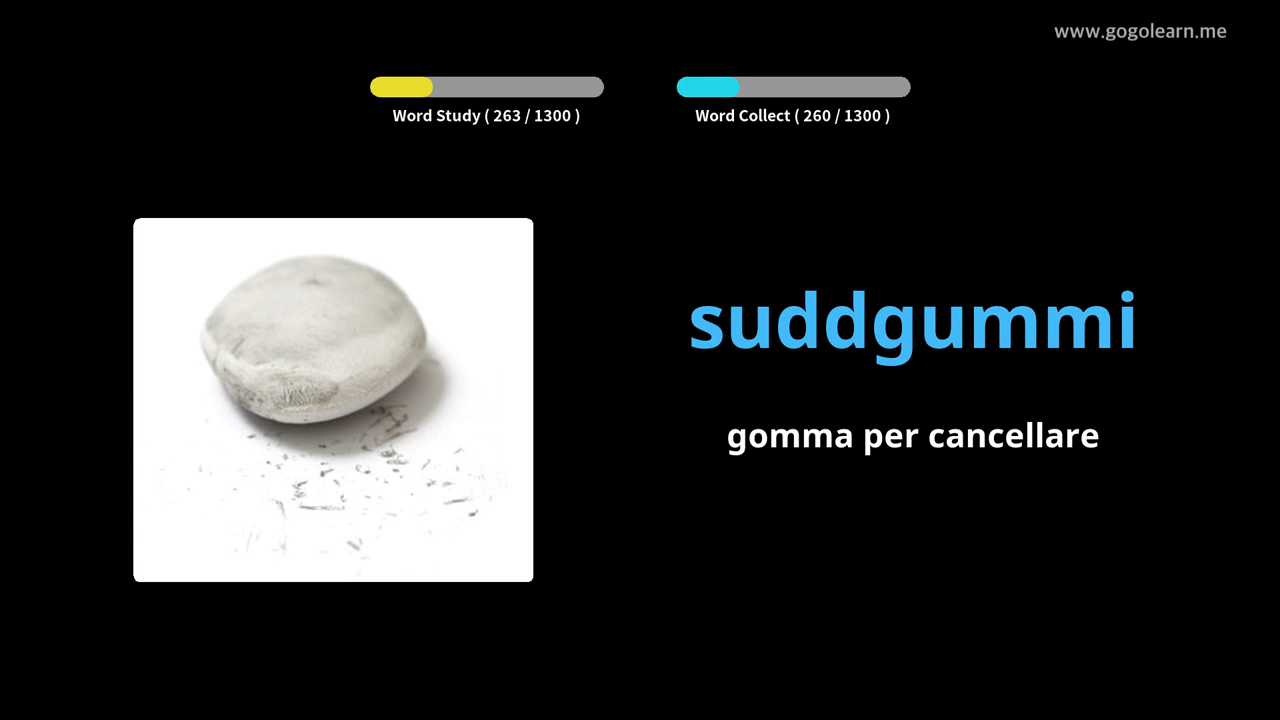 www.gogolearn.me
Word Study ( 263 / 1300 )
Word Collect ( 260 / 1300 )
suddgummi
gomma per cancellare